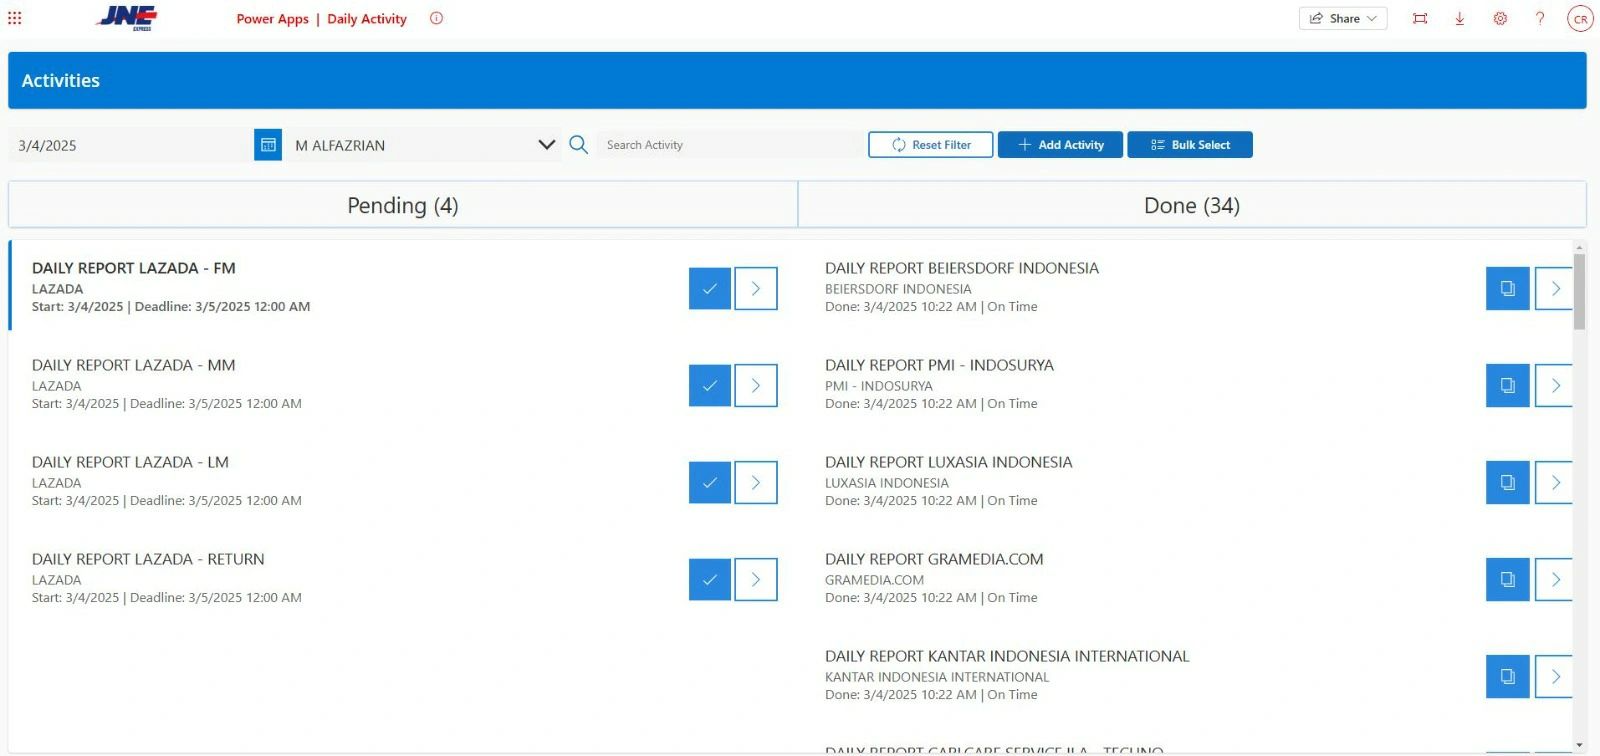 JNE
EXPRESS
Power Apps | Daily Activity
Share
?
CR
Activities
3/4/2025
M ALFAZRIAN
Search Activity
Reset Filter
Add Activity
Bulk Select
Pending (4)
Done (34)
DAILY REPORT LAZADA - FM
LAZADA
Start: 3/4/2025 | Deadline: 3/5/2025 12:00 AM
DAILY REPORT LAZADA - MM
LAZADA
Start: 3/4/2025 | Deadline: 3/5/2025 12:00 AM
DAILY REPORT LAZADA - LM
LAZADA
Start: 3/4/2025 | Deadline: 3/5/2025 12:00 AM
DAILY REPORT LAZADA - RETURN
LAZADA
Start: 3/4/2025 | Deadline: 3/5/2025 12:00 AM
DAILY REPORT BEIERSDORF INDONESIA
BEIERSDORF INDONESIA
Done: 3/4/2025 10:22 AM | On Time
DAILY REPORT PMI - INDOSURYA
PMI - INDOSURYA
Done: 3/4/2025 10:22 AM | On Time
DAILY REPORT LUXASIA INDONESIA
LUXASIA INDONESIA
Done: 3/4/2025 10:22 AM | On Time
DAILY REPORT GRAMEDIA.COM
GRAMEDIA.COM
Done: 3/4/2025 10:22 AM | On Time
DAILY REPORT KANTAR INDONESIA INTERNATIONAL
KANTAR INDONESIA INTERNATIONAL
Done: 3/4/2025 10:22 AM | On Time
DAILY REPORT CARLCARE SERVICE ILA - TECNO